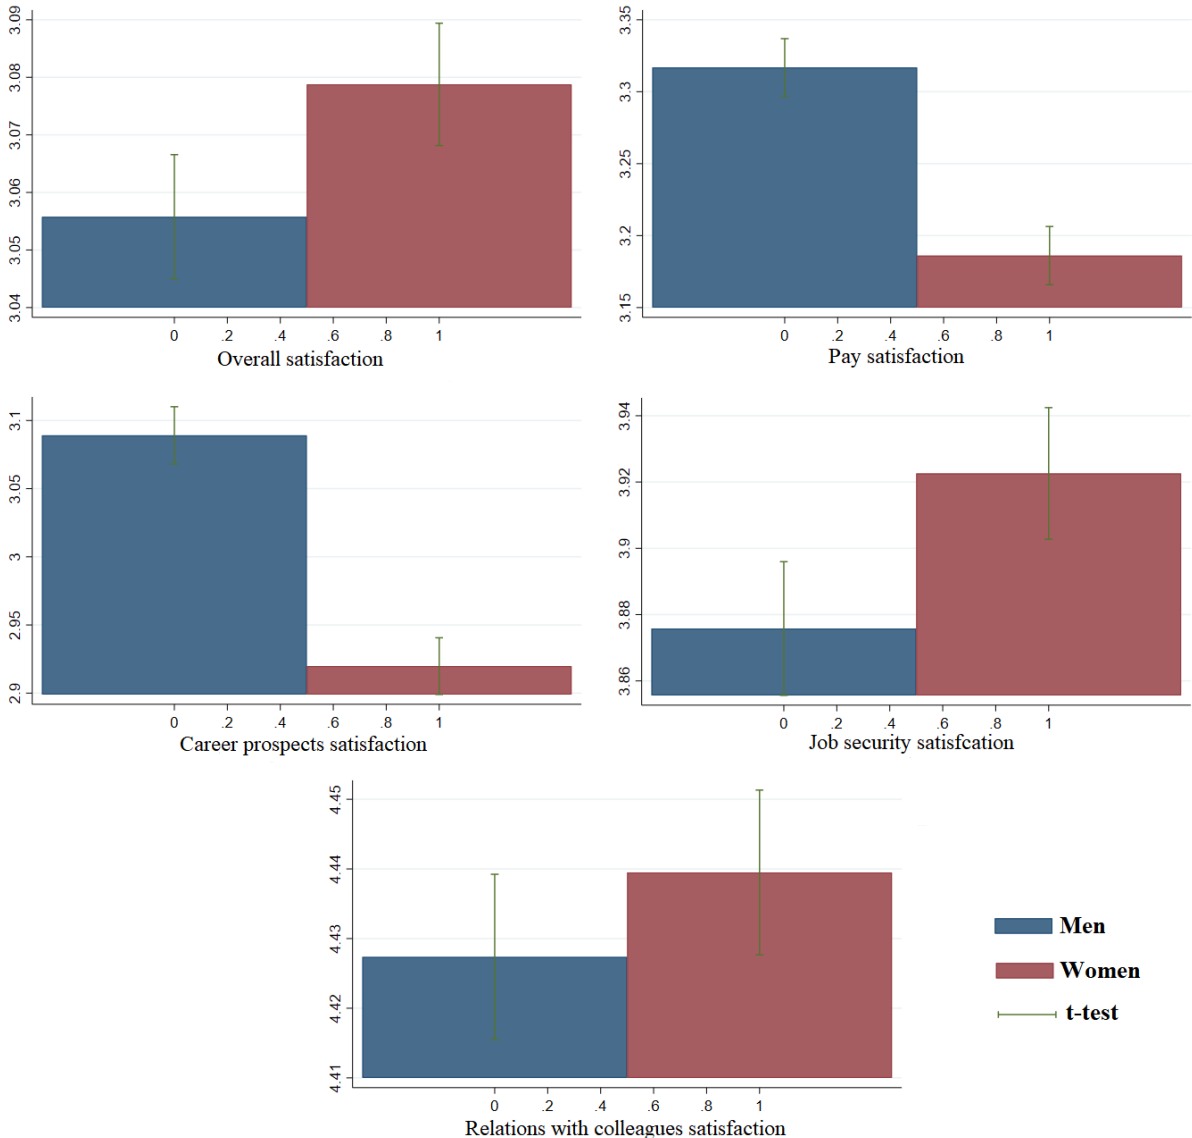 3.09
3.08
3.07
3.06
3.05
3.04
0 .2 .4 .6 .8 1
Overall satisfaction
3.35
3.3
3.25
3.2
3.15
0 .2 .4 .6 .8 1
Pay satisfaction
3.1
3.05
3
2.95
2.9
0 .2 .4 .6 .8 1
Career prospects satisfaction
3.94
3.92
3.9
3.88
3.86
0 .2 .4 .6 .8 1
Job security satisfcation
4.45
4.44
4.43
4.42
4.41
0 .2 .4 .6 .8 1
Relations with colleagues satisfaction
Men
Women
t-test